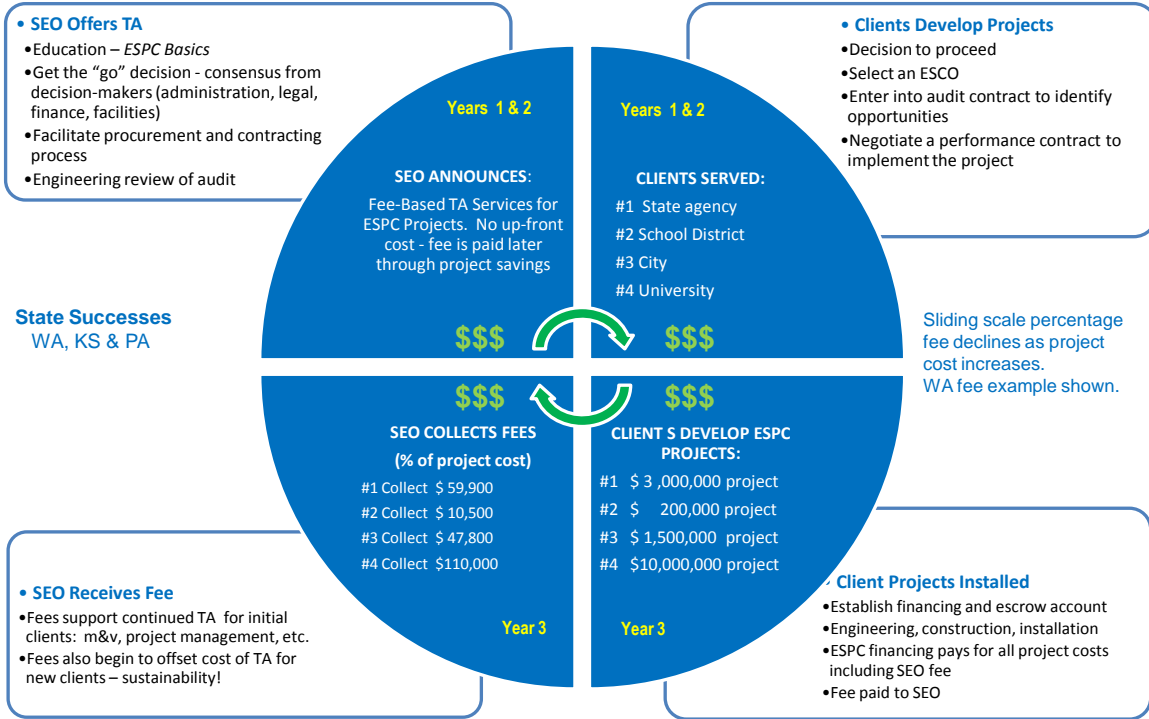 • SEO Offers TA
•Education – ESPC Basics
•Get the “go” decision - consensus from
decision-makers (administration, legal,
finance, facilities)
•Facilitate procurement and contracting
process
•Engineering review of audit
• Clients Develop Projects
•Decision to proceed
•Select an ESCO
•Enter into audit contract to identify
opportunities
•Negotiate a performance contract to
implement the project
Years 1 & 2
SEO ANNOUNCES:
Fee-Based TA Services for
ESPC Projects. No up-front
cost - fee is paid later
through project savings
$$$
Years 1 & 2
CLIENTS SERVED:
#1 State agency
#2 School District
#3 City
#4 University
$$$
State Successes
WA, KS & PA
Sliding scale percentage
fee declines as project
cost increases.
WA fee example shown.
$$$
SEO COLLECTS FEES
(% of project cost)
#1 Collect $ 59,900
#2 Collect $ 10,500
#3 Collect $ 47,800
#4 Collect $110,000
Year 3
$$$
CLIENT S DEVELOP ESPC
PROJECTS:
#1 $ 3 ,000,000 project
#2 $ 200,000 project
#3 $ 1,500,000 project
#4 $10,000,000 project
Year 3
• SEO Receives Fee
•Fees support continued TA for initial
clients: m&v, project management, etc.
•Fees also begin to offset cost of TA for
new clients – sustainability!
• Client Projects Installed
•Establish financing and escrow account
•Engineering, construction, installation
•ESPC financing pays for all project costs
including SEO fee
•Fee paid to SEO